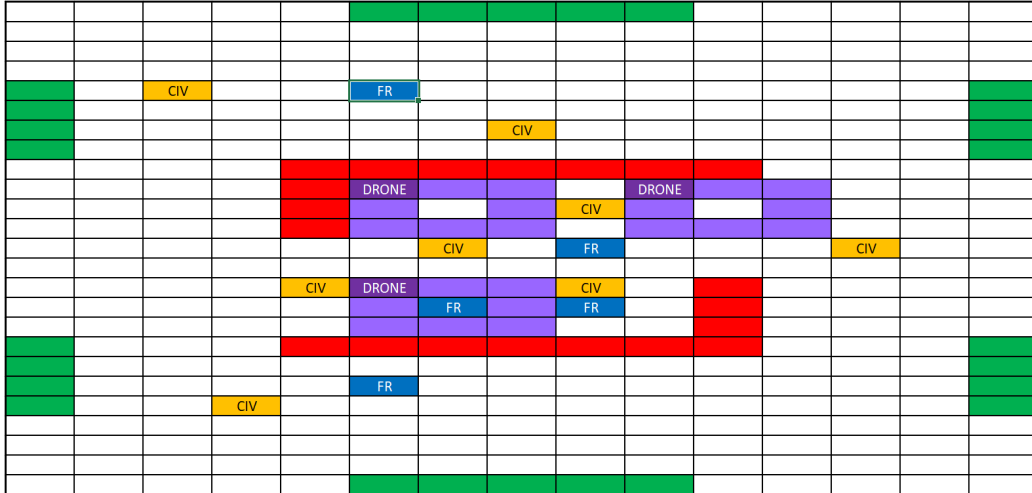 CIV FR
CIV
DRONE DRONE
CIV
CIV FR CIV
CIV DRONE CIV
FR FR
FR
CIV